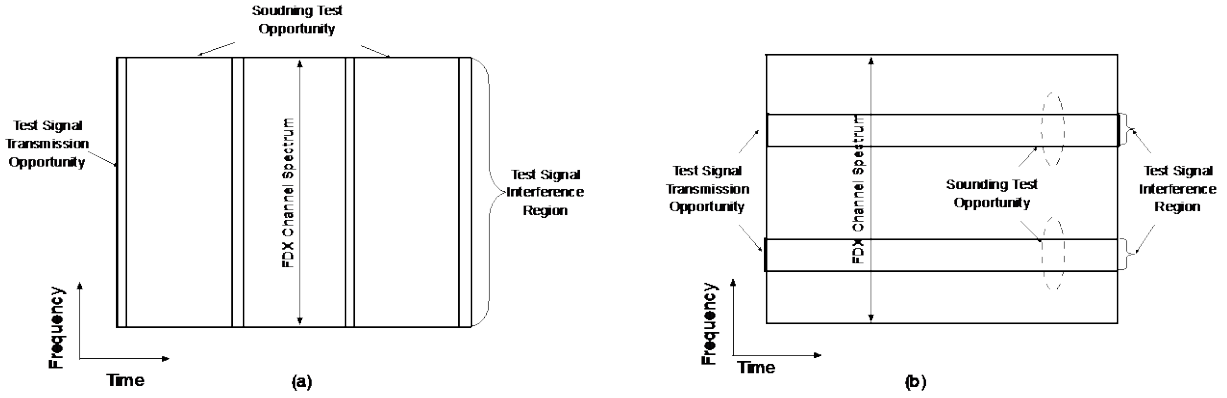 Soudning Test
Opportunity
Test Signal
Transmission
Opportunity
FDX Channel Spectrum
Test Signal
Interference
Region
Frequency
Time
(a)
Test Signal
Transmission
Opportunity
FDX Channel Spectrum
Sounding Test
Opportunity
Test Signal
Interference
Region
Frequency
Time
(b)